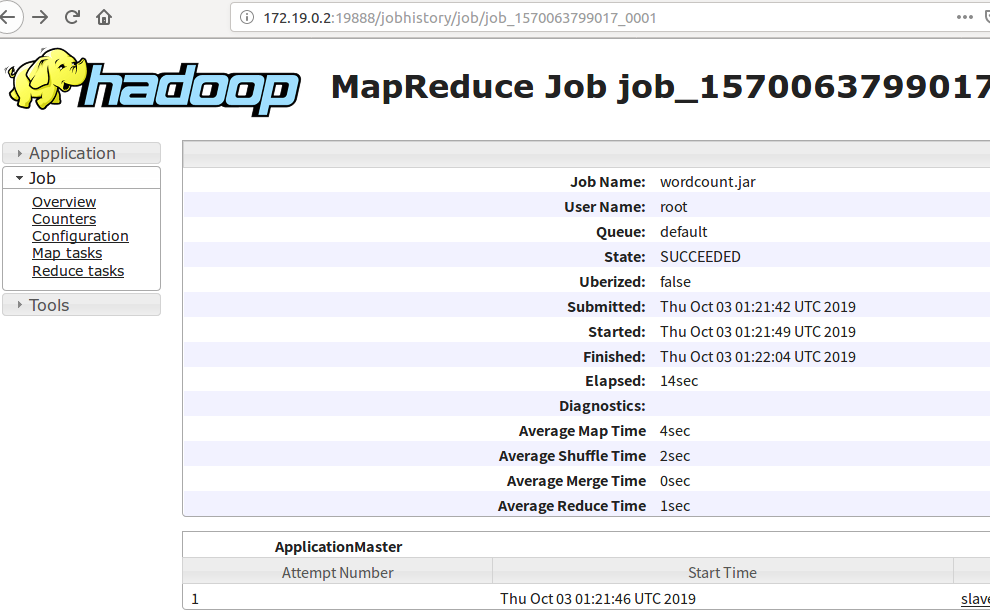 172.19.0.2:19888/jobhistory/job/job_1570063799017_0001
hadoop
MapReduce Job job_1570063799017
Application
Job
Overview
Counters
Configuration
Map tasks
Reduce tasks
Tools
Job Name: wordcount.jar
User Name: root
Queue: default
State: SUCCEEDED
Uberized: false
Submitted: Thu Oct 03 01:21:42 UTC 2019
Started: Thu Oct 03 01:21:49 UTC 2019
Finished: Thu Oct 03 01:22:04 UTC 2019
Elapsed: 14sec
Diagnostics:
Average Map Time 4sec
Average Shuffle Time 2sec
Average Merge Time 0sec
Average Reduce Time 1sec
ApplicationMaster
Attempt Number Start Time
1 Thu Oct 03 01:21:46 UTC 2019